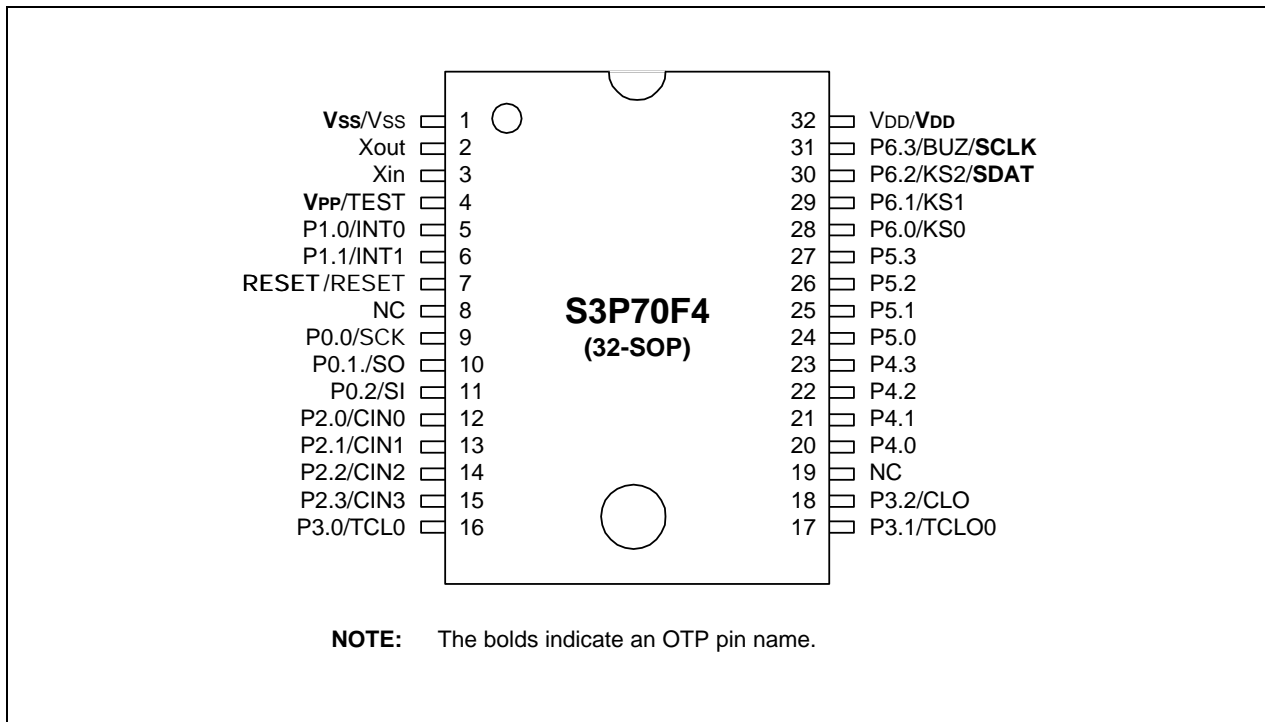 Vss/Vss 1
Xout 2
Xin 3
VPP/TEST 4
P1.0/INT0 5
P1.1/INT1 6
RESET/RESET 7
NC 8
P0.0/SCK 9
P0.1./SO 10
P0.2/SI 11
P2.0/CIN0 12
P2.1/CIN1 13
P2.2/CIN2 14
P2.3/CIN3 15
P3.0/TCL0 16
S3P70F4
(32-SOP)
32 VDD/VDD
31 P6.3/BUZ/SCLK
30 P6.2/KS2/SDAT
29 P6.1/KS1
28 P6.0/KS0
27 P5.3
26 P5.2
25 P5.1
24 P5.0
23 P4.3
22 P4.2
21 P4.1
20 P4.0
19 NC
18 P3.2/CLO
17 P3.1/TCLO0
NOTE: The bolds indicate an OTP pin name.